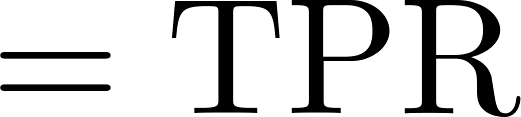 = TPR